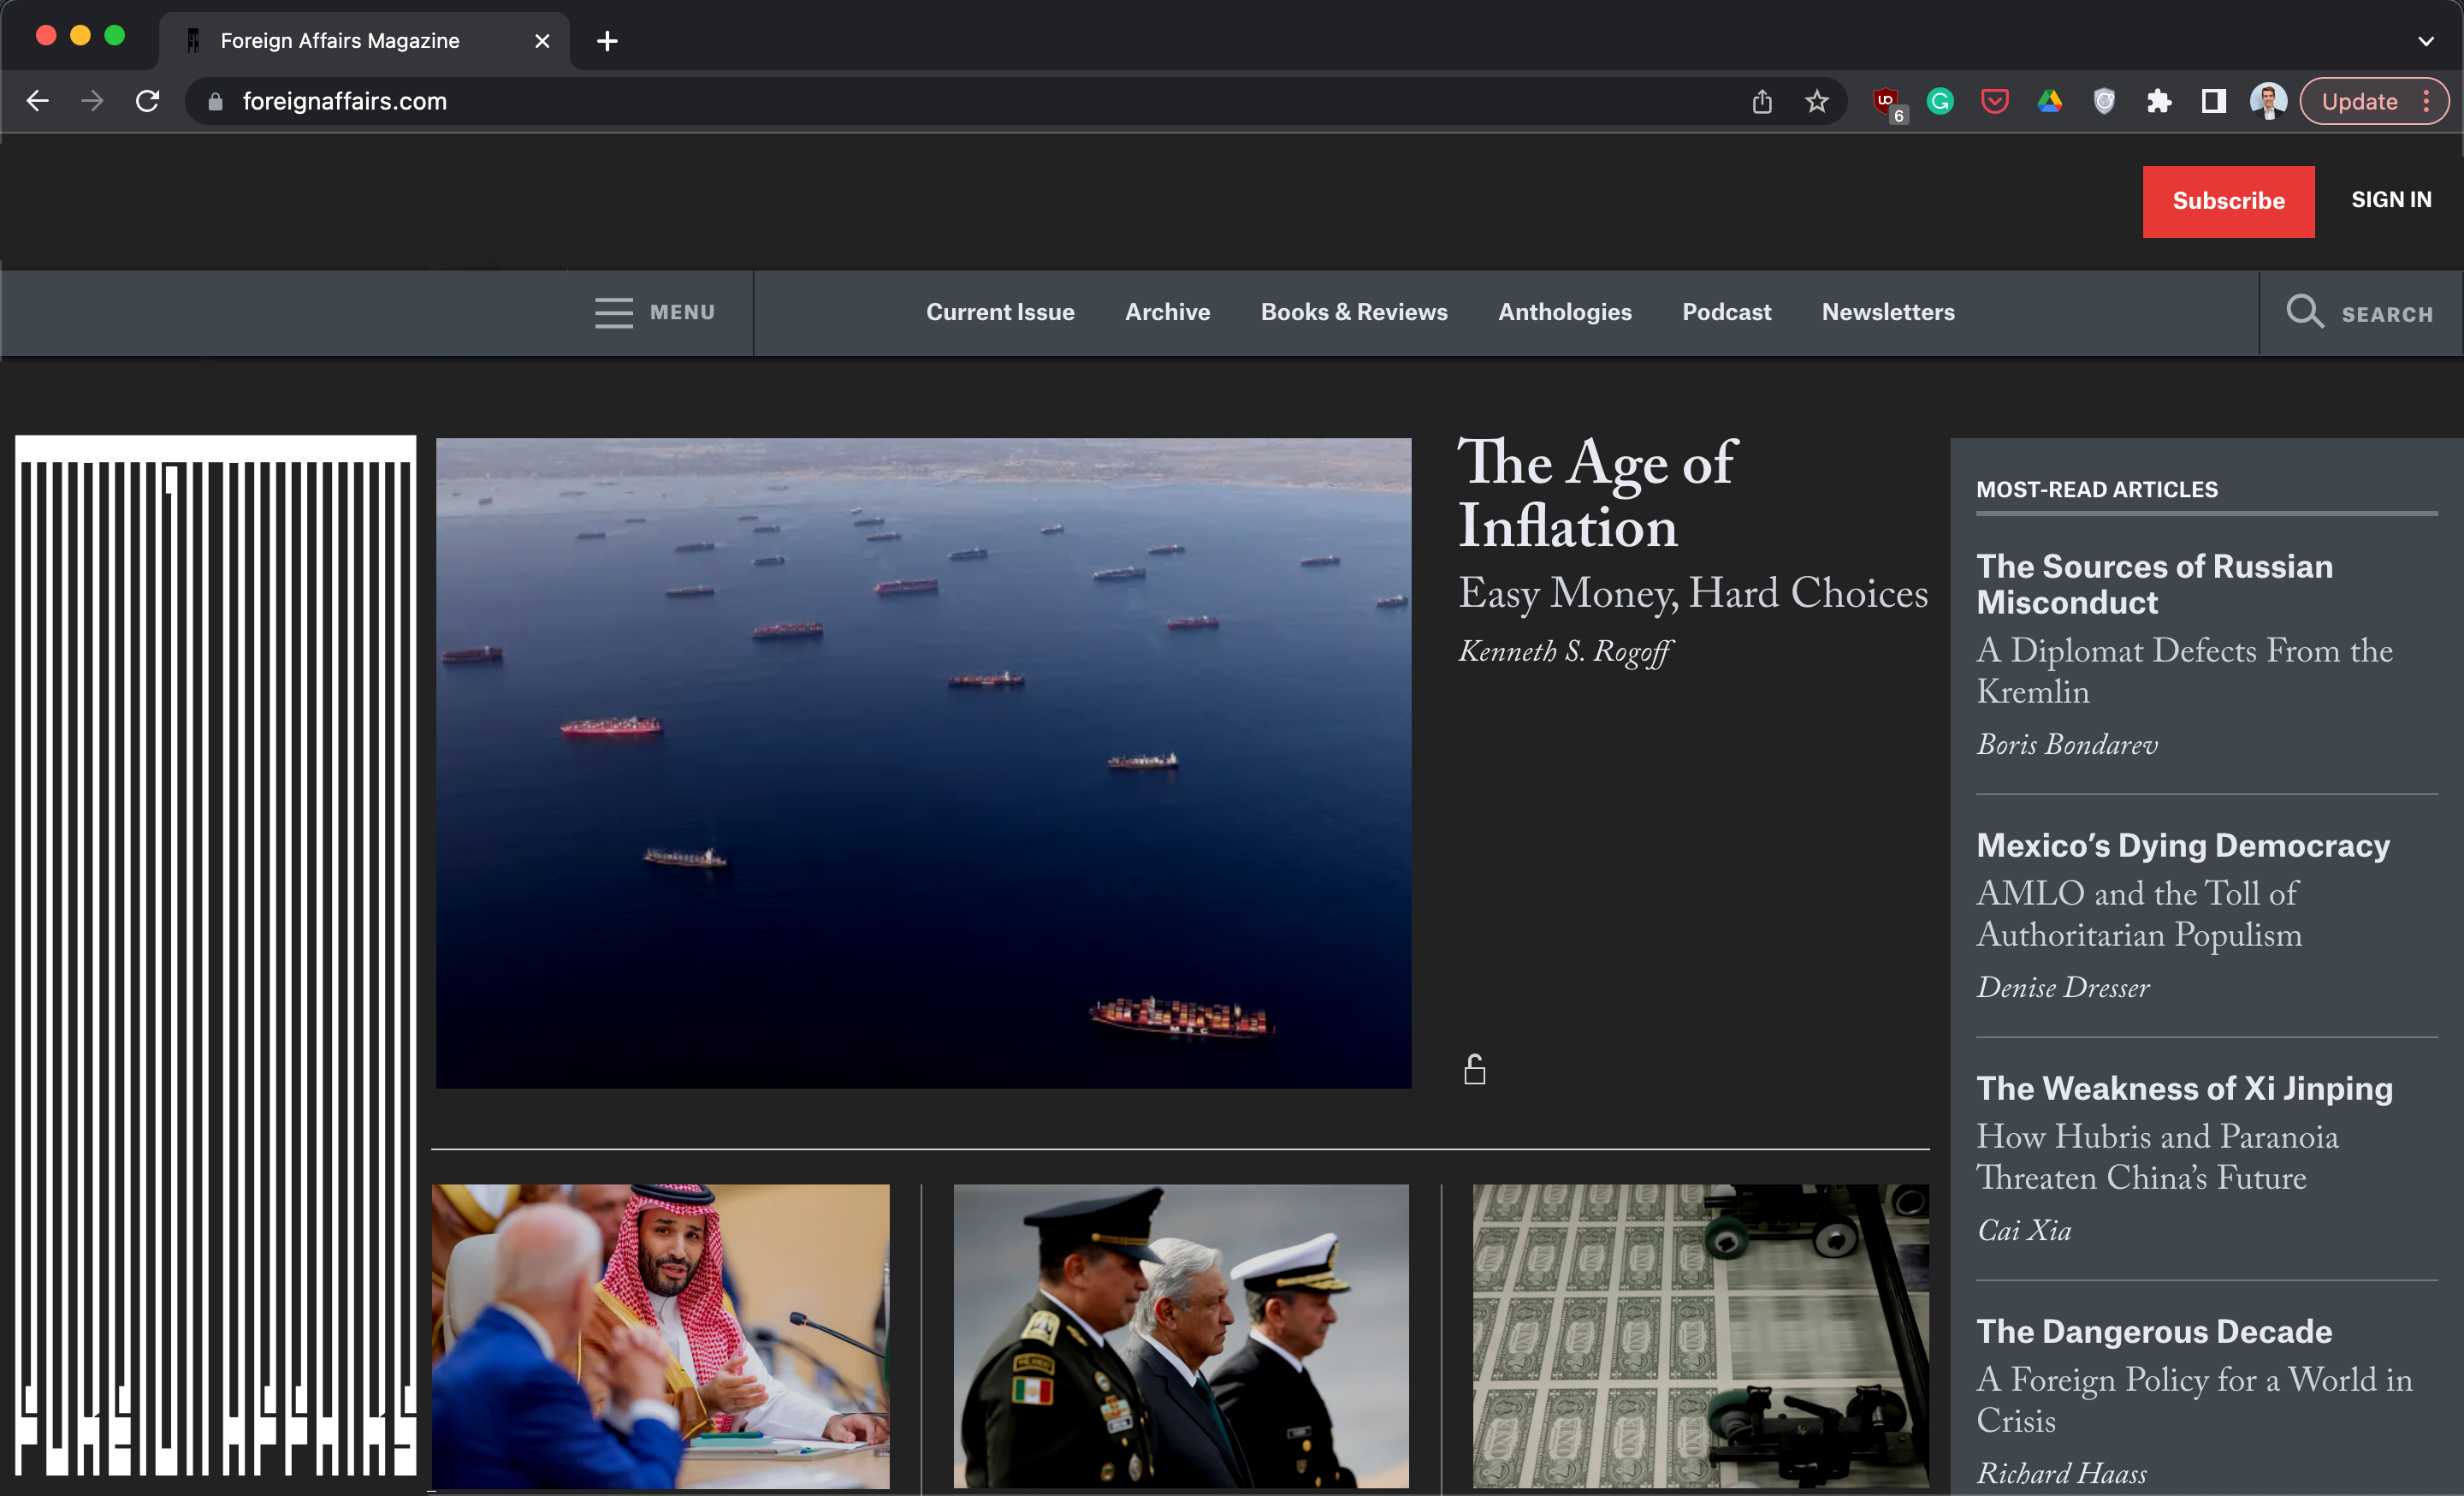 Foreign Affairs Magazine
foreignaffairs.com
6
Update
Subscribe
SIGN IN
MENU
Current Issue
Archive
Books & Reviews
Anthologies
Podcast
Newsletters
SEARCH
FOREIGN AFFAIRS
The Age of
Inflation
Easy Money, Hard Choices
Kenneth S. Rogoff
MOST-READ ARTICLES
The Sources of Russian
Misconduct
A Diplomat Defects From the
Kremlin
Boris Bondarev
Mexico’s Dying Democracy
AMLO and the Toll of
Authoritarian Populism
Denise Dresser
The Weakness of Xi Jinping
How Hubris and Paranoia
Threaten China’s Future
Cai Xia
The Dangerous Decade
A Foreign Policy for a World in
Crisis
Richard Haass